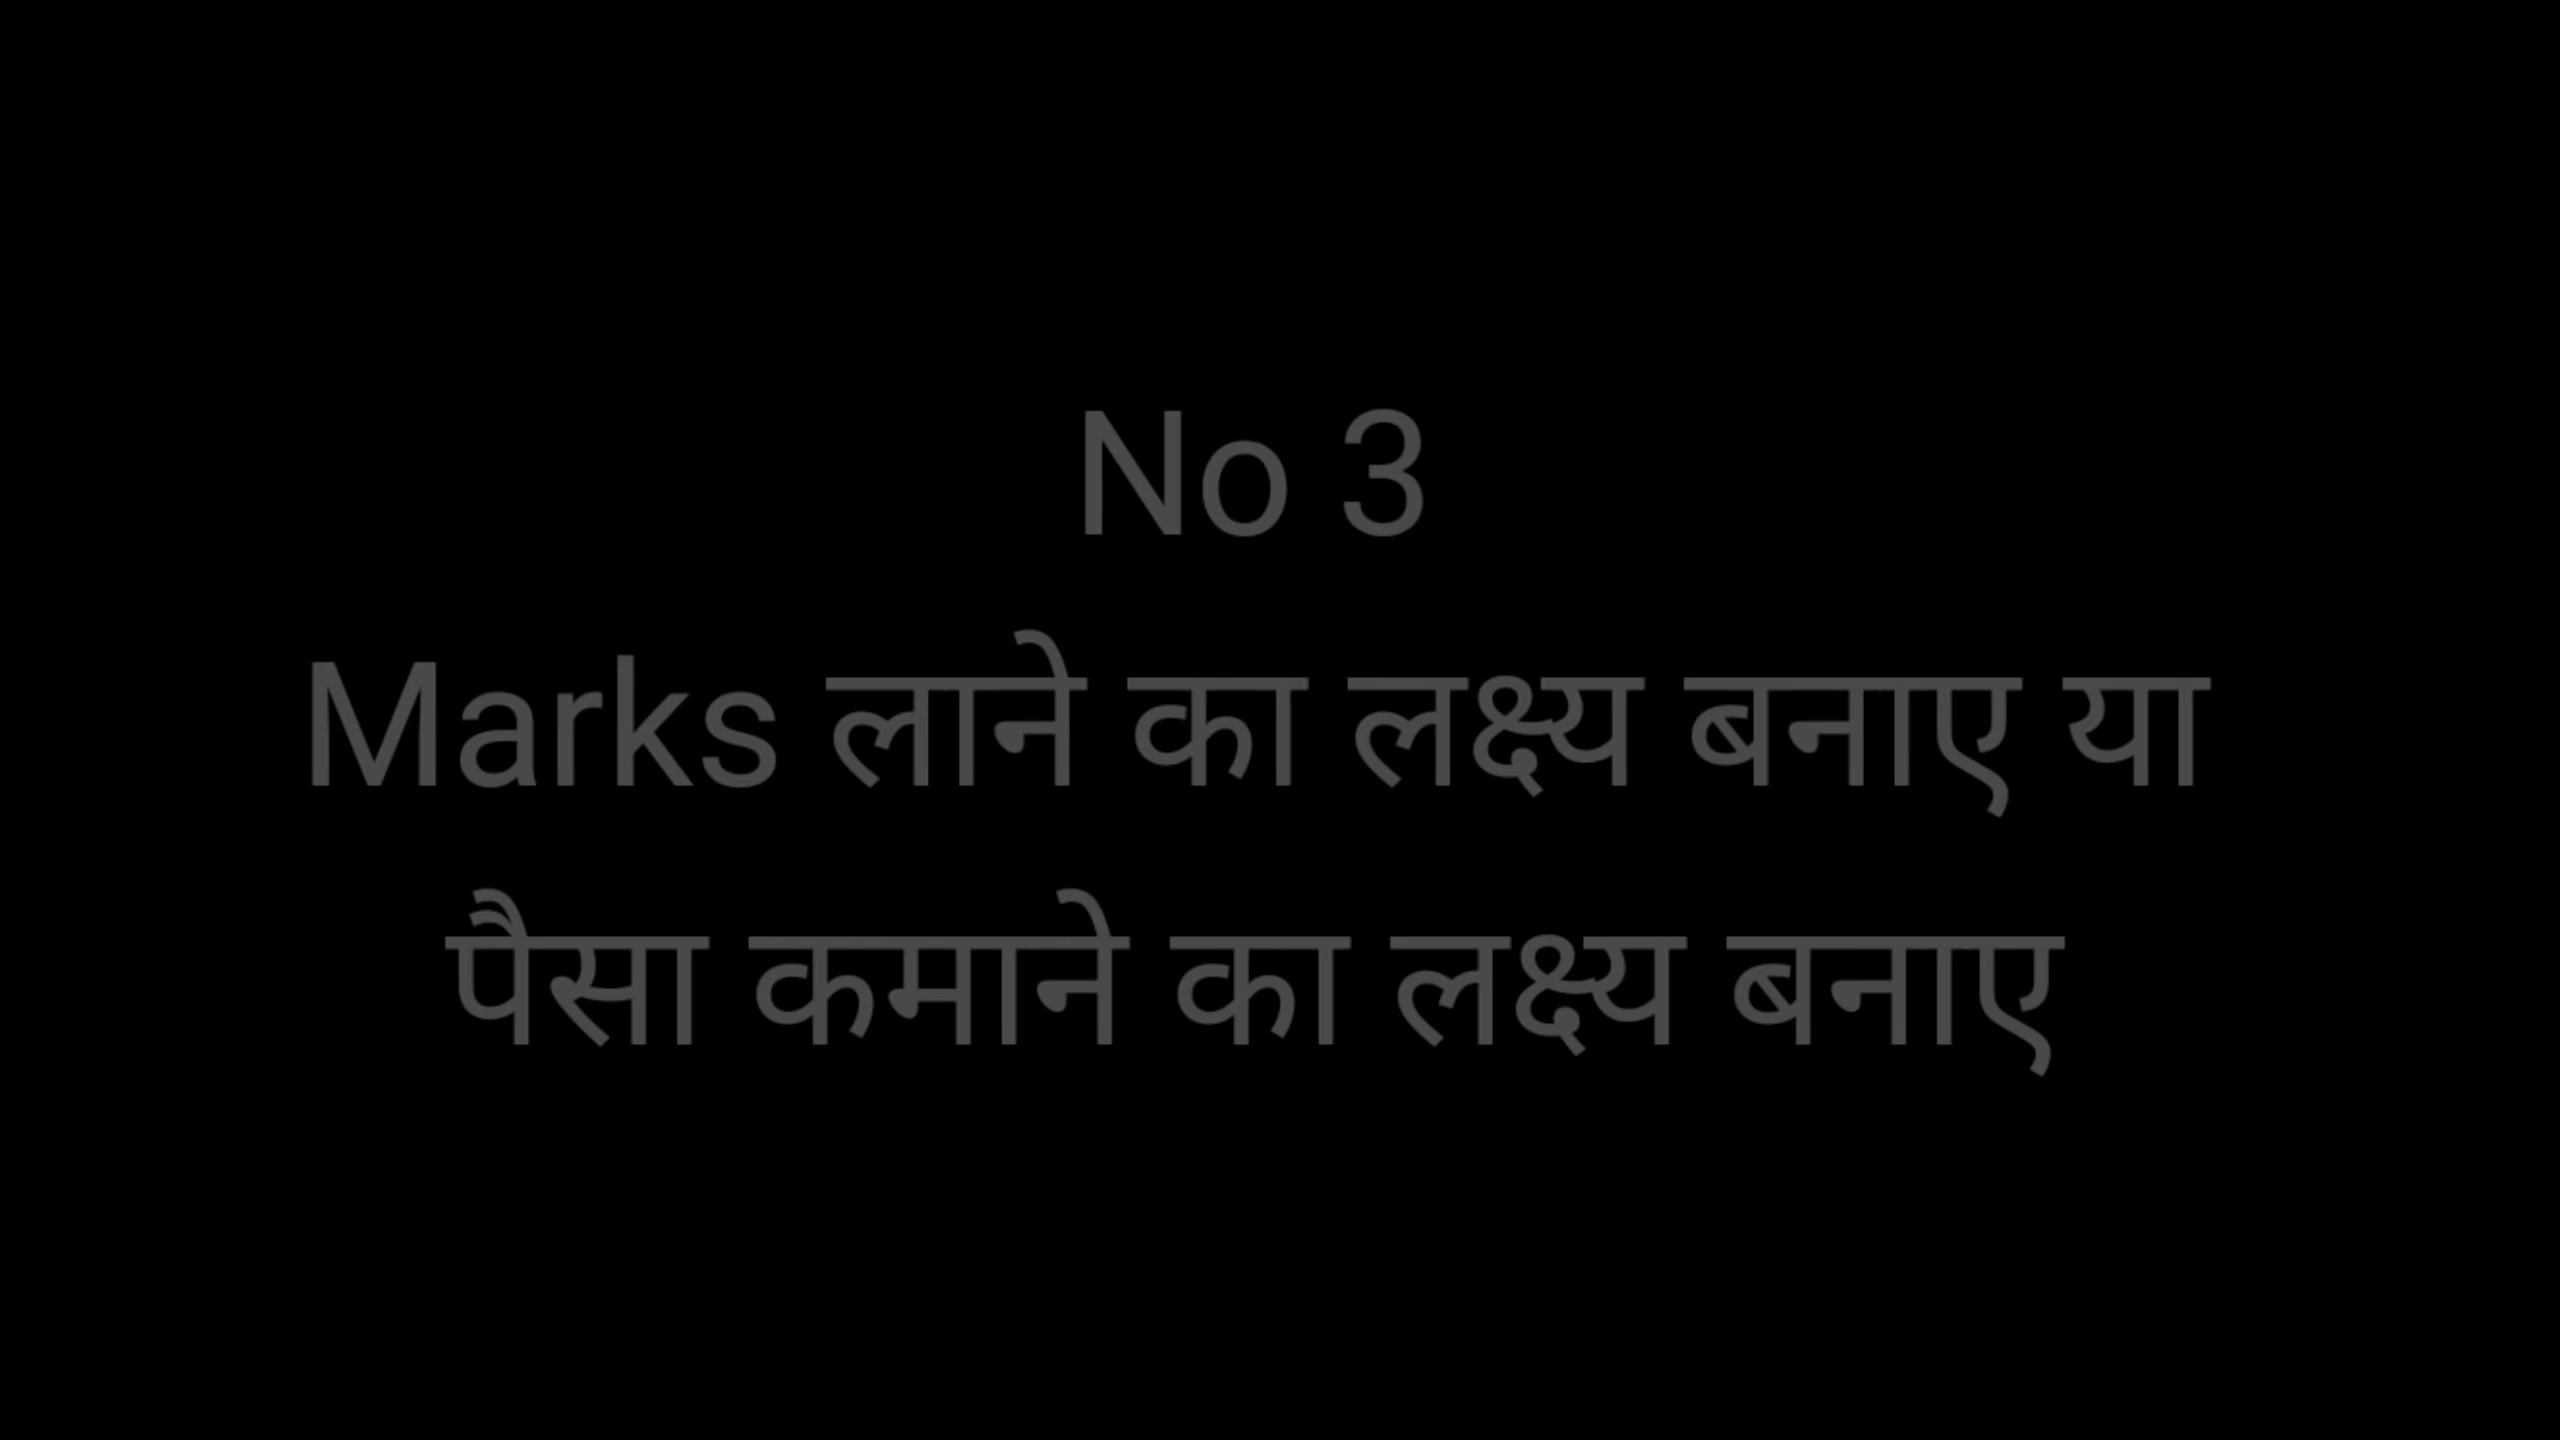 No 3
Marks लाने का लक्ष्य बनाए या
पैसा कमाने का लक्ष्य बनाए